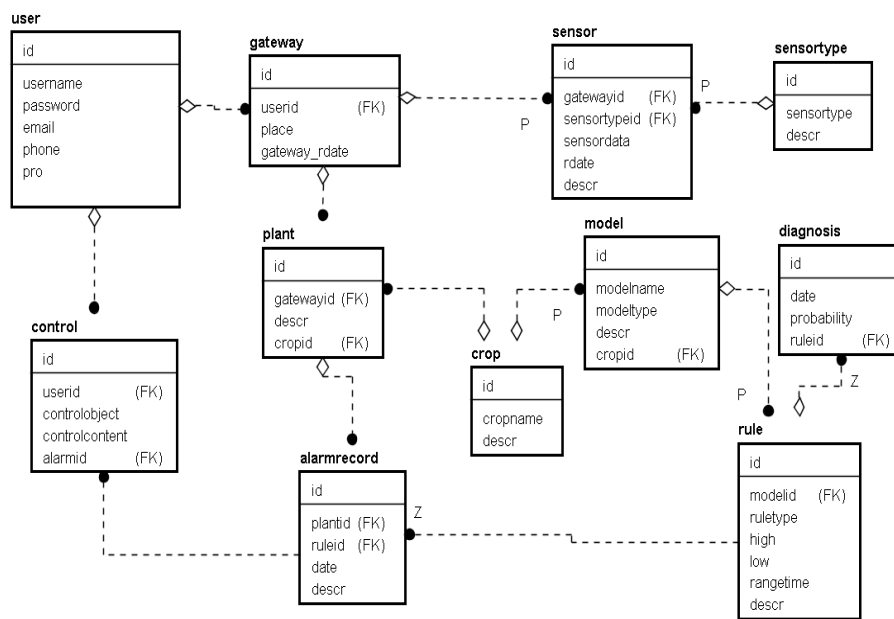 user
id
username
password
email
phone
pro
gateway
id
userid (FK)
place
gateway_rdate
sensor
id
gatewayid (FK)
sensortypeid (FK)
sensordata
rdate
descr
P
P
sensortype
id
sensortype
descr
plant
id
gatewayid (FK)
descr
cropid (FK)
model
id
modelname
modeltype
descr
cropid (FK)
P
diagnosis
id
date
probability
ruleid (FK)
Z
P
control
id
userid (FK)
controlobject
controlcontent
alarmid (FK)
crop
id
cropname
descr
alarmrecord
id
plantid (FK)
ruleid (FK)
date
descr
Z
rule
id
modelid (FK)
ruletype
high
low
rangetime
descr